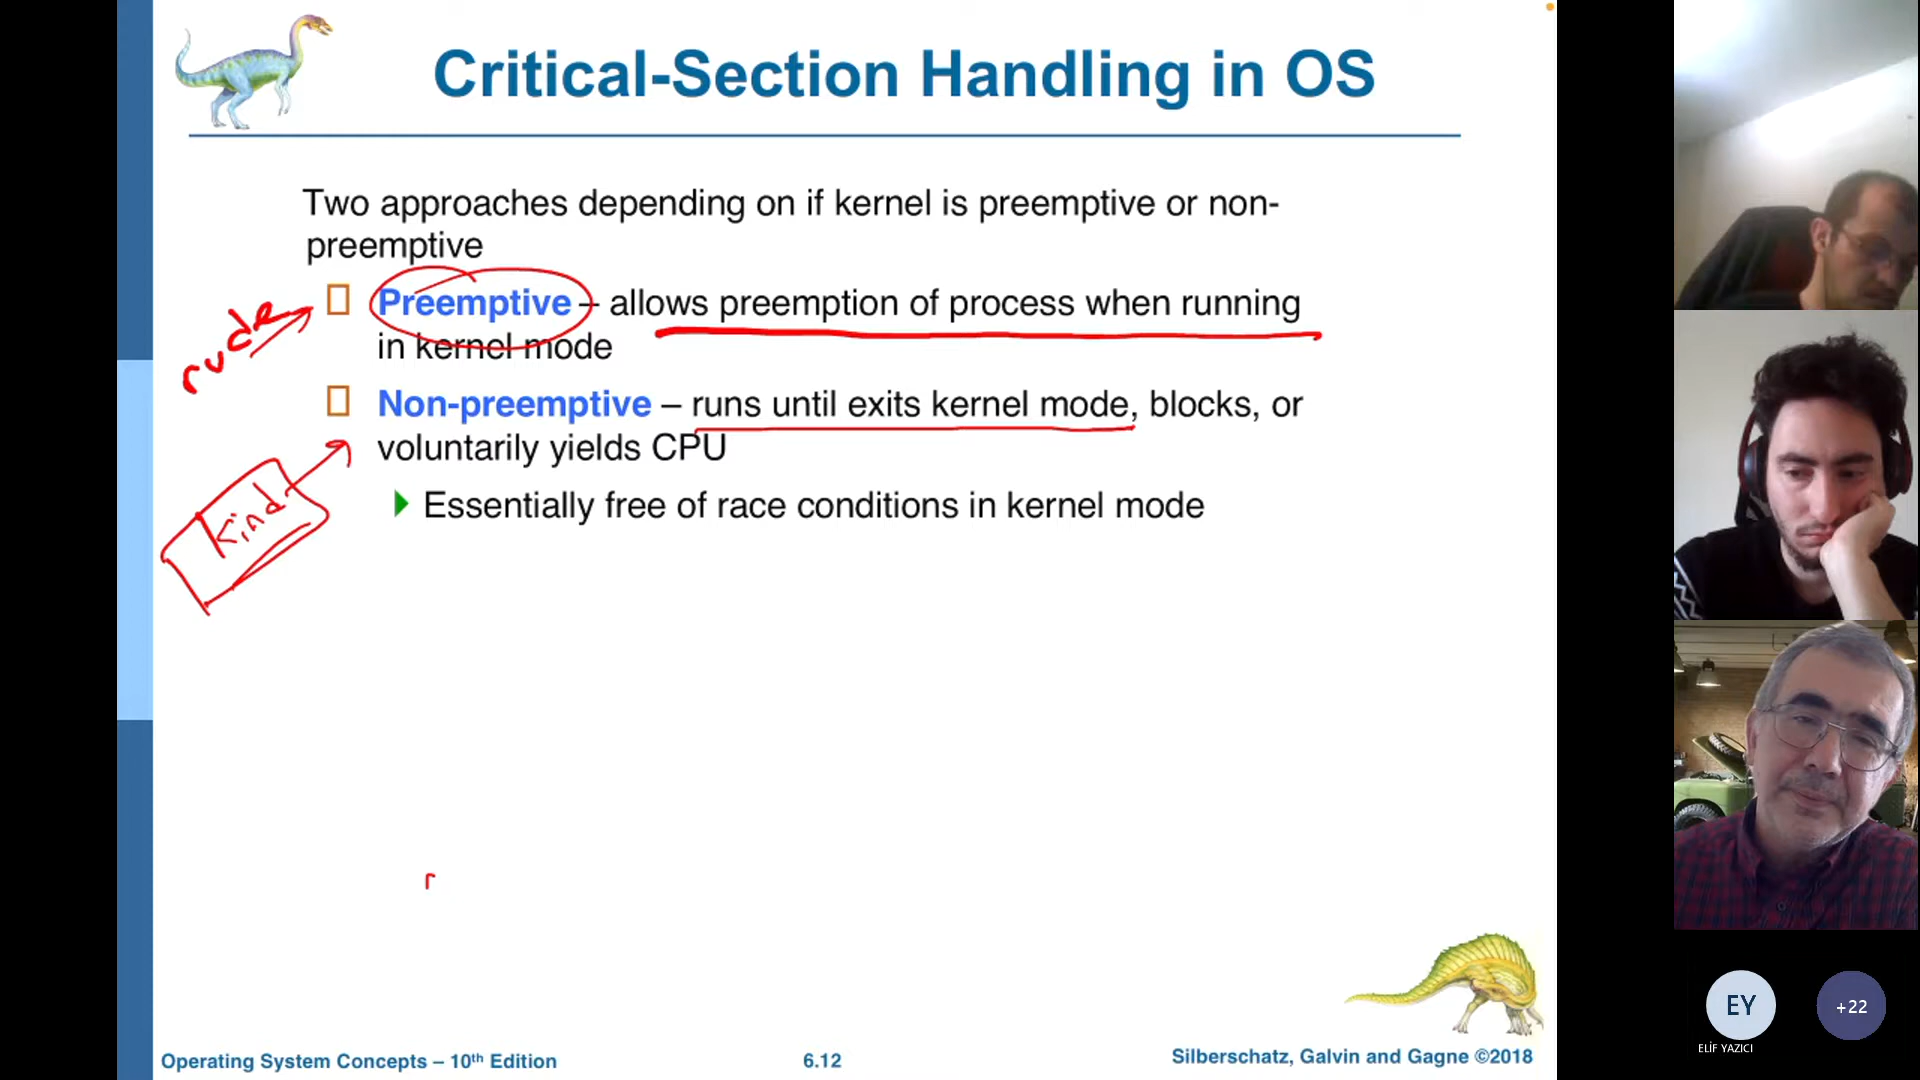 Critical-Section Handling in OS
Two approaches depending on if kernel is preemptive or non-
preemptive
rude
Preemptive – allows preemption of process when running
in kernel mode
Non-preemptive – runs until exits kernel mode, blocks, or
voluntarily yields CPU
Kind
Essentially free of race conditions in kernel mode
r
Operating System Concepts – 10th Edition
6.12
Silberschatz, Galvin and Gagne ©2018
EY
+22
ELİF YAZICI